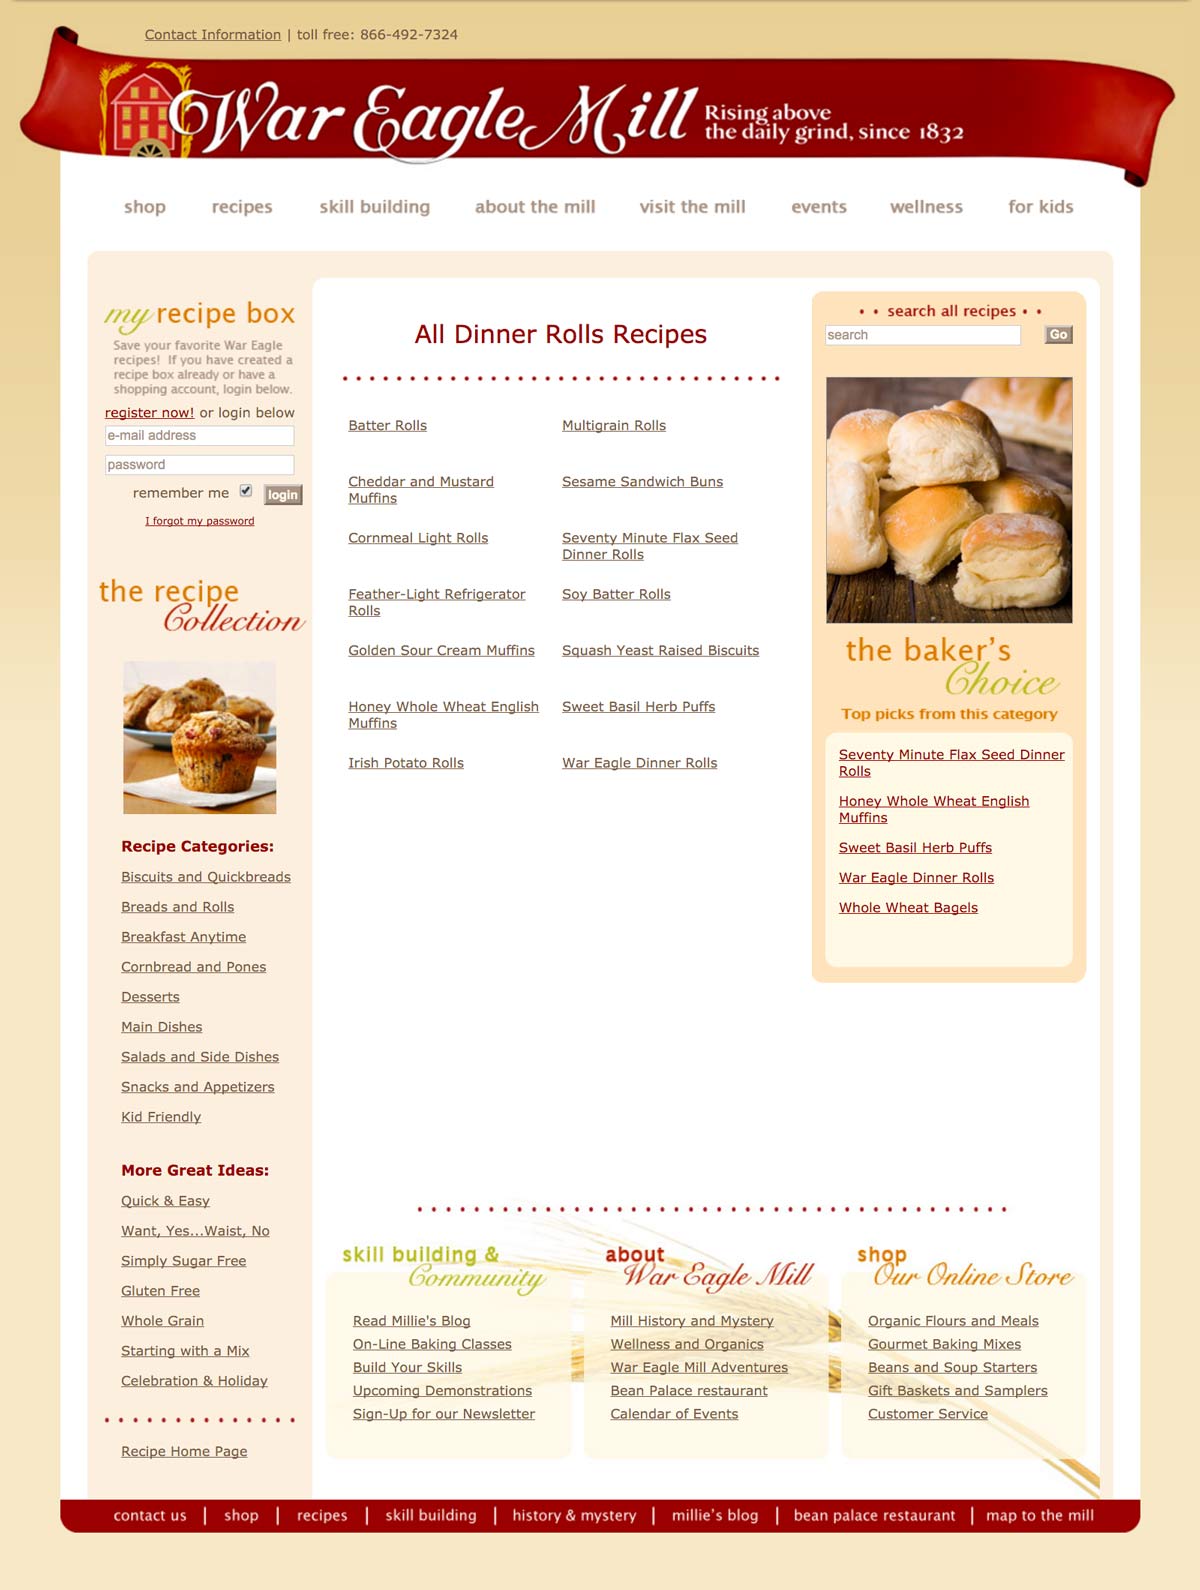 Contact Information | toll free: 866-492-7324
War Eagle Mill
Rising above
the daily grind, since 1832
shop recipes skill building about the mill visit the mill events wellness for kids
my recipe box
Save your favorite War Eagle
recipes! If you have created a
recipe box already or have a
shopping account, login below.
register now! or login below
e-mail address
password
remember me login
I forgot my password
the recipe
Collection
Recipe Categories:
Biscuits and Quickbreads
Breads and Rolls
Breakfast Anytime
Cornbread and Pones
Desserts
Main Dishes
Salads and Side Dishes
Snacks and Appetizers
Kid Friendly
More Great Ideas:
Quick & Easy
Want, Yes...Waist, No
Simply Sugar Free
Gluten Free
Whole Grain
Starting with a Mix
Celebration & Holiday
Recipe Home Page
All Dinner Rolls Recipes
Batter Rolls
Multigrain Rolls
Cheddar and Mustard
Muffins
Sesame Sandwich Buns
Cornmeal Light Rolls
Seventy Minute Flax Seed
Dinner Rolls
Feather-Light Refrigerator
Rolls
Soy Batter Rolls
Golden Sour Cream Muffins
Squash Yeast Raised Biscuits
Honey Whole Wheat English
Muffins
Sweet Basil Herb Puffs
Irish Potato Rolls
War Eagle Dinner Rolls
• • search all recipes • •
search Go
the baker's
Choice
Top picks from this category
Seventy Minute Flax Seed Dinner
Rolls
Honey Whole Wheat English
Muffins
Sweet Basil Herb Puffs
War Eagle Dinner Rolls
Whole Wheat Bagels
skill building &
Community
Read Millie's Blog
On-Line Baking Classes
Build Your Skills
Upcoming Demonstrations
Sign-Up for our Newsletter
about
War Eagle Mill
Mill History and Mystery
Wellness and Organics
War Eagle Mill Adventures
Bean Palace restaurant
Calendar of Events
shop
Our Online Store
Organic Flours and Meals
Gourmet Baking Mixes
Beans and Soup Starters
Gift Baskets and Samplers
Customer Service
contact us | shop | recipes | skill building | history & mystery | millie's blog | bean palace restaurant | map to the mill